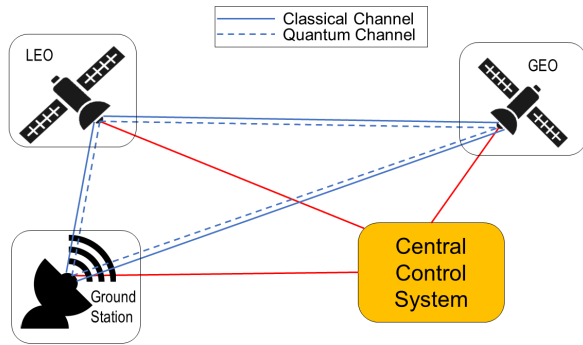 Classical Channel
Quantum Channel
LEO
GEO
Ground
Station
Central
Control
System